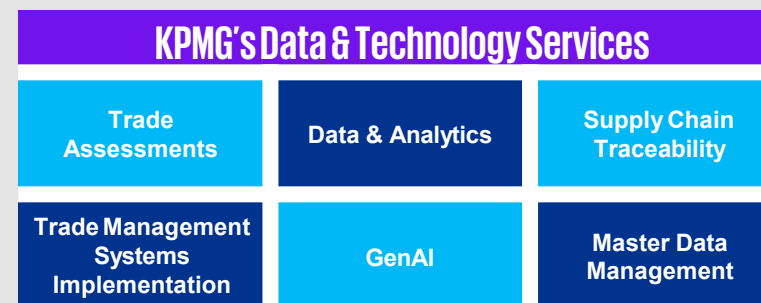 KPMG's Data & Technology Services
Trade
Assessments
Data & Analytics
Supply Chain
Traceability
Trade Management
Systems
Implementation
GenAI
Master Data
Management